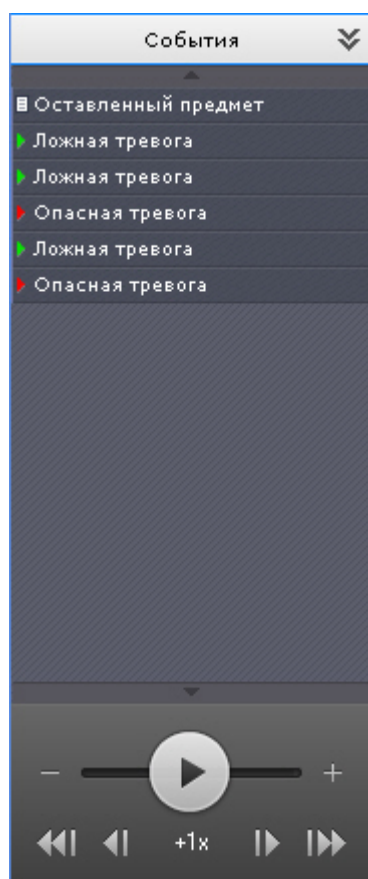 События
Оставленный предмет
Ложная тревога
Ложная тревога
Опасная тревога
Ложная тревога
Опасная тревога
− +
+1x